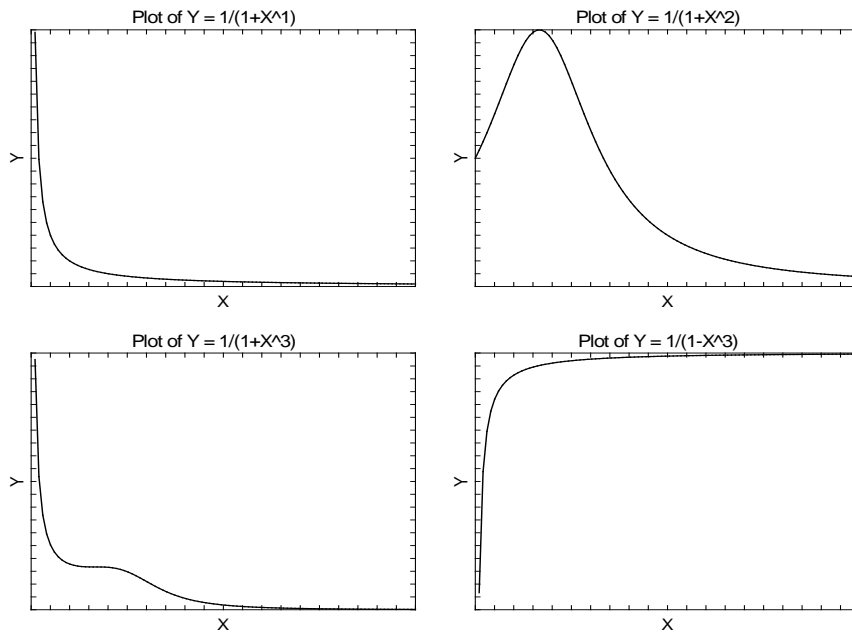 Plot of Y = 1/(1+X^1)
Y
X
Plot of Y = 1/(1+X^2)
Y
X
Plot of Y = 1/(1+X^3)
Y
X
Plot of Y = 1/(1-X^3)
Y
X